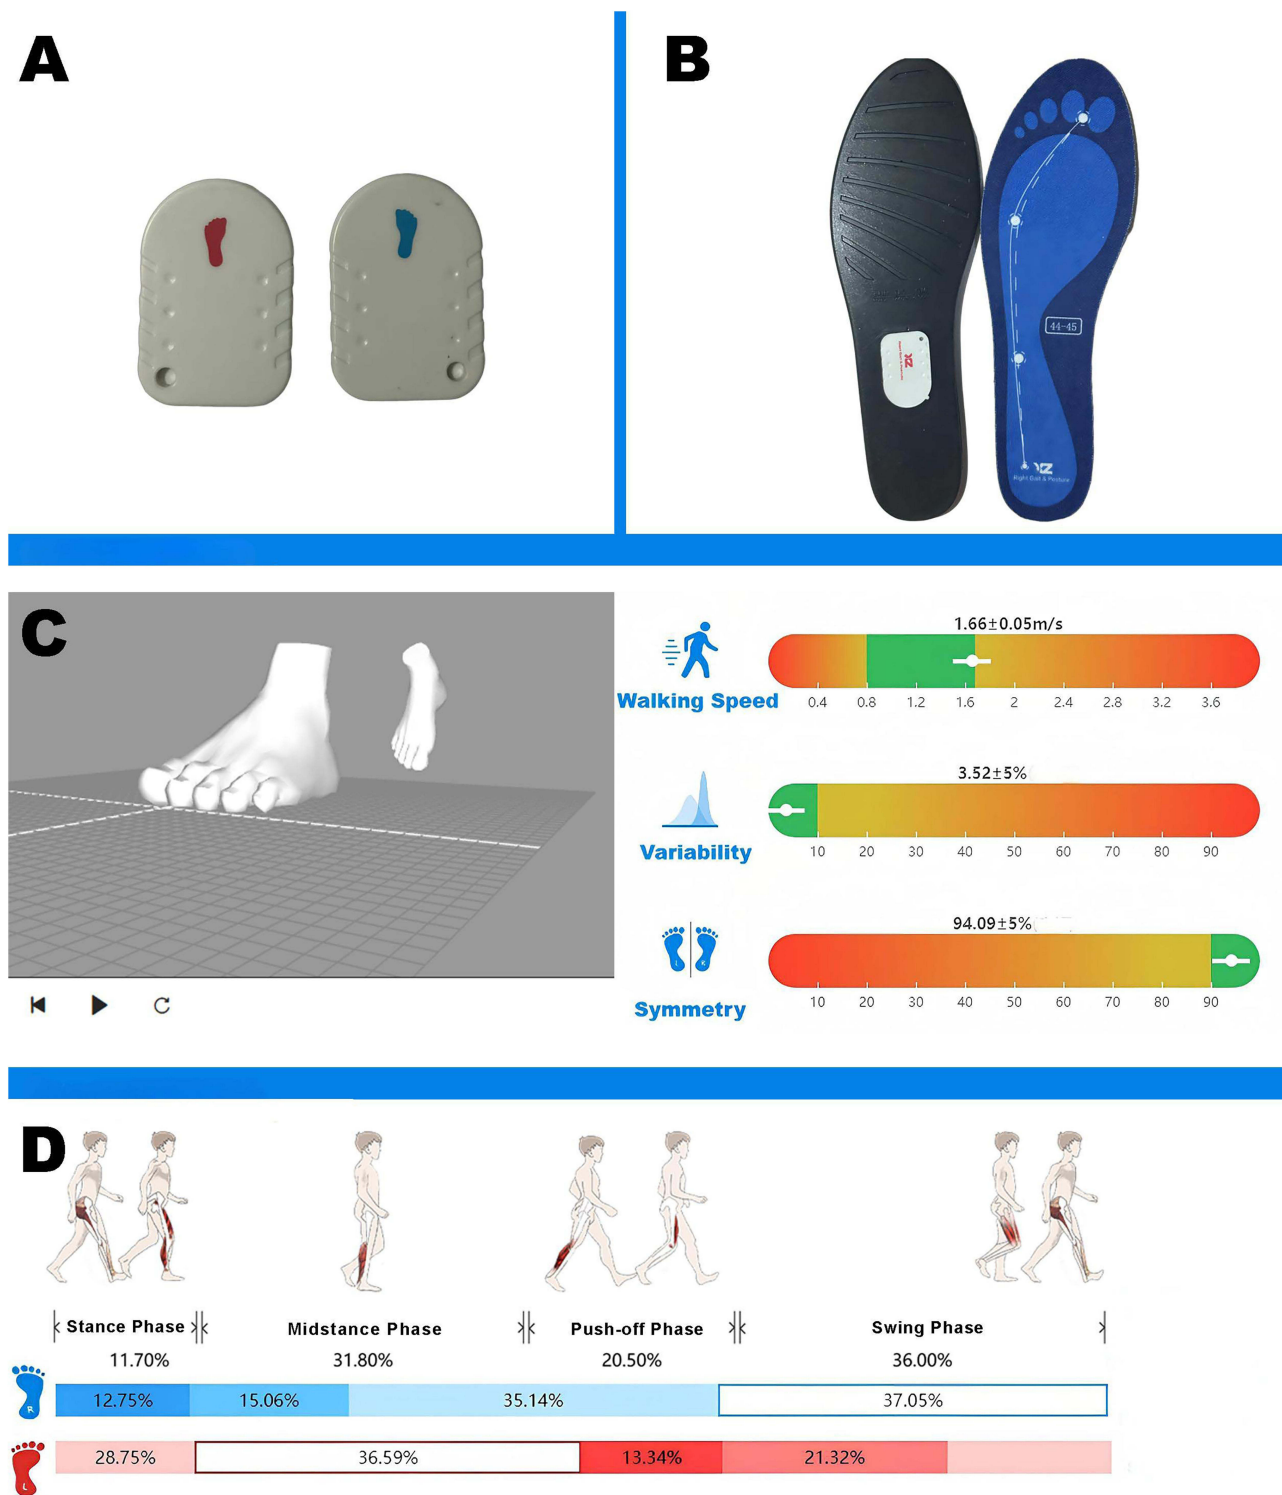 A
B
44-45
XZ
Right Gait & Posture
C
1.66±0.05m/s
Walking Speed
0.4 0.8 1.2 1.6 2 2.4 2.8 3.2 3.6
3.52±5%
Variability
10 20 30 40 50 60 70 80 90
94.09±5%
L R
Symmetry
10 20 30 40 50 60 70 80 90
D
Stance Phase Midstance Phase Push-off Phase Swing Phase
11.70% 31.80% 20.50% 36.00%
R 12.75% 15.06% 35.14% 37.05%
L 28.75% 36.59% 13.34% 21.32%